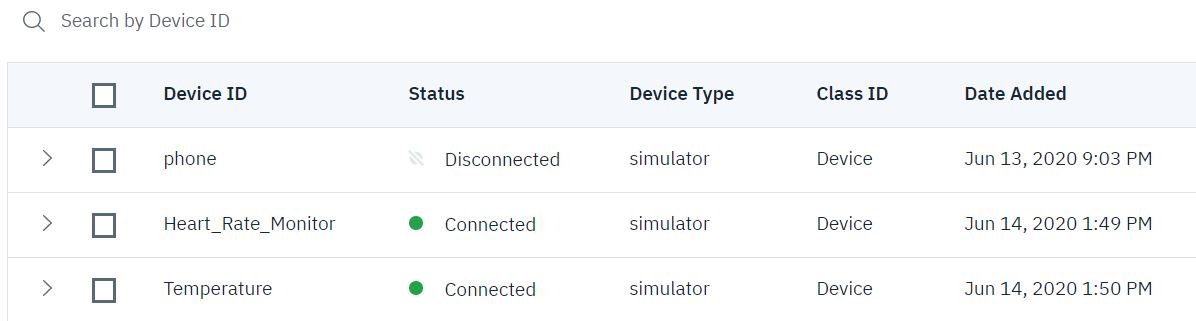 Search by Device ID
Device ID Status Device Type Class ID Date Added
phone Disconnected simulator Device Jun 13, 2020 9:03 PM
Heart_Rate_Monitor Connected simulator Device Jun 14, 2020 1:49 PM
Temperature Connected simulator Device Jun 14, 2020 1:50 PM